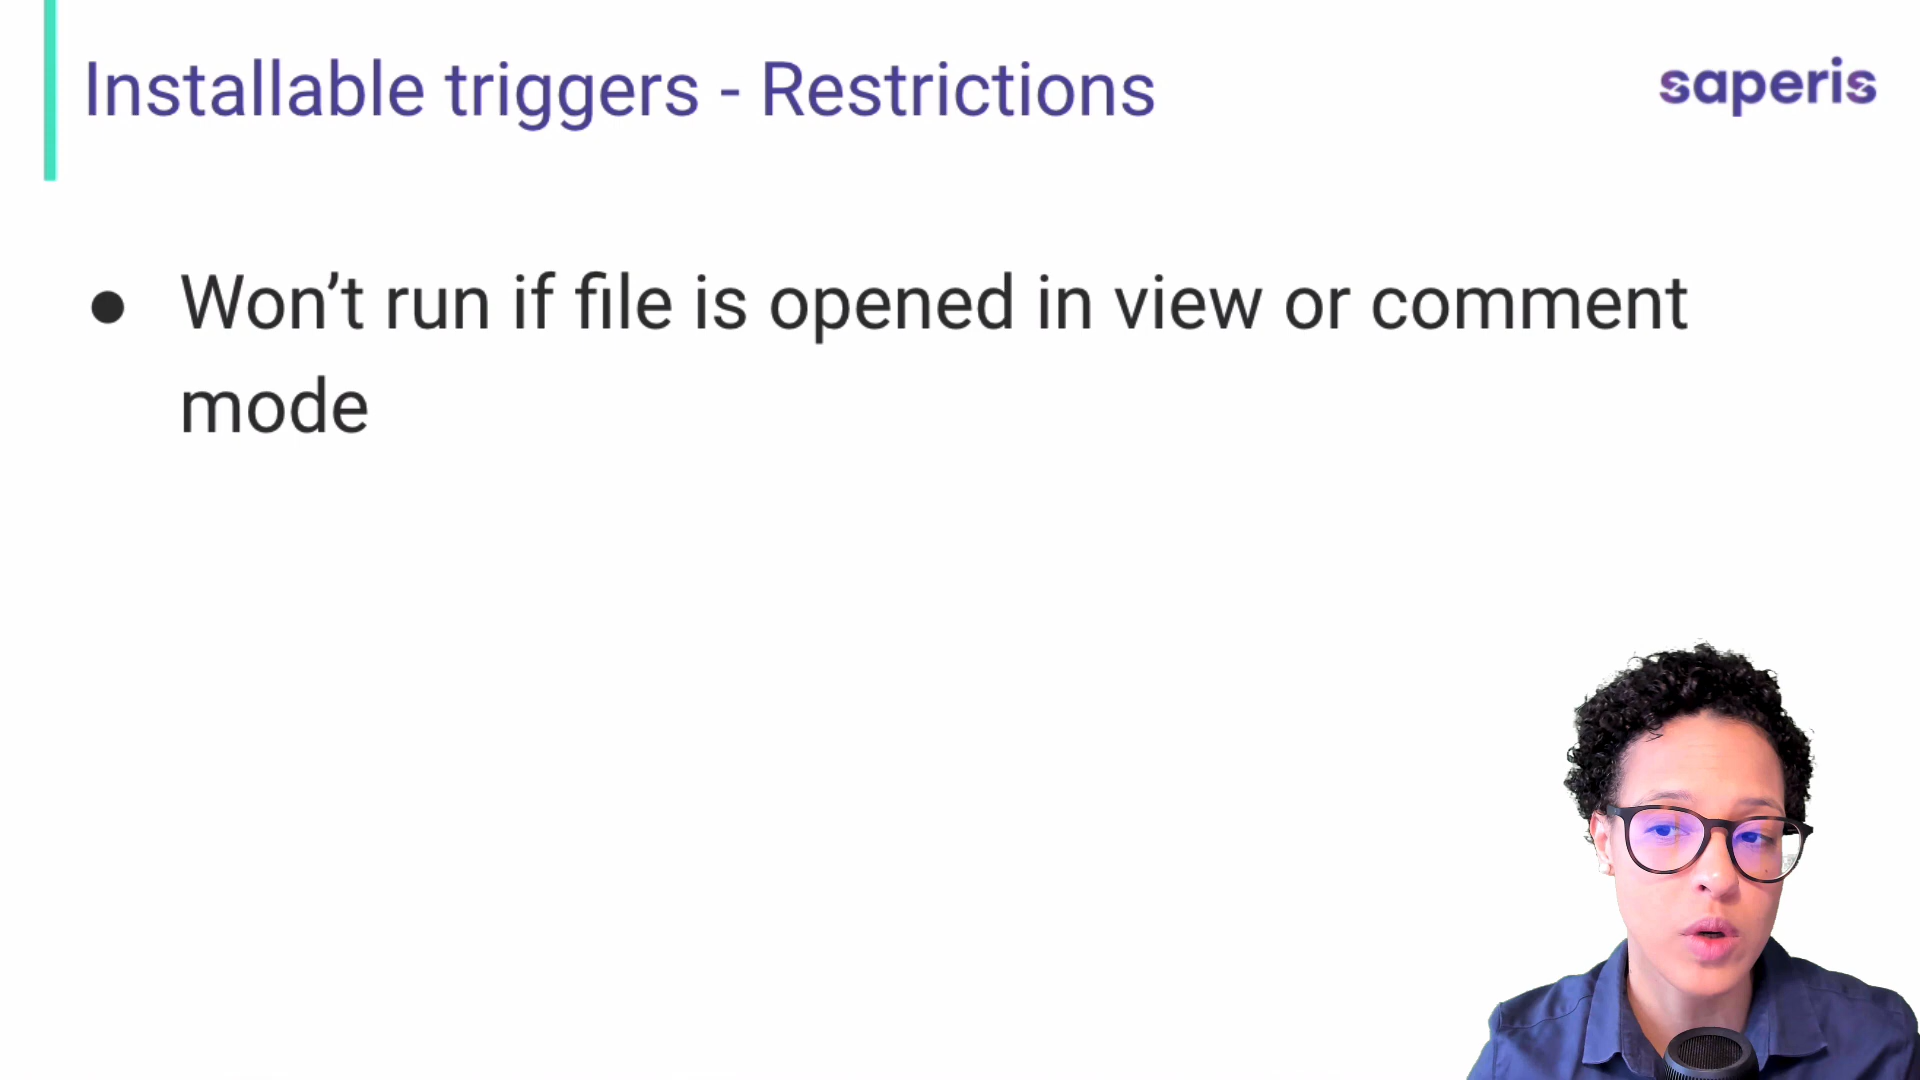 Installable triggers - Restrictions
saperis
● Won’t run if file is opened in view or comment
mode